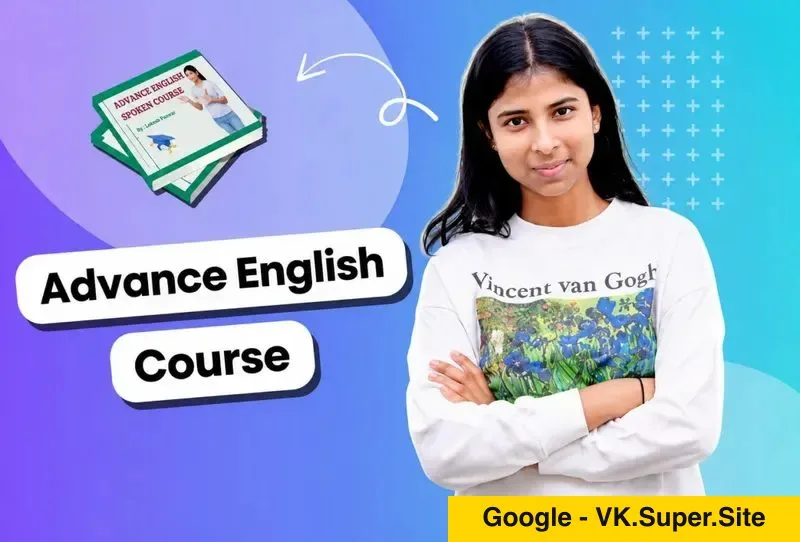 ADVANCE ENGLISH
SPOKEN COURSE
Advance English
Course
Vincent van Gogh
Google - VK.Super.Site